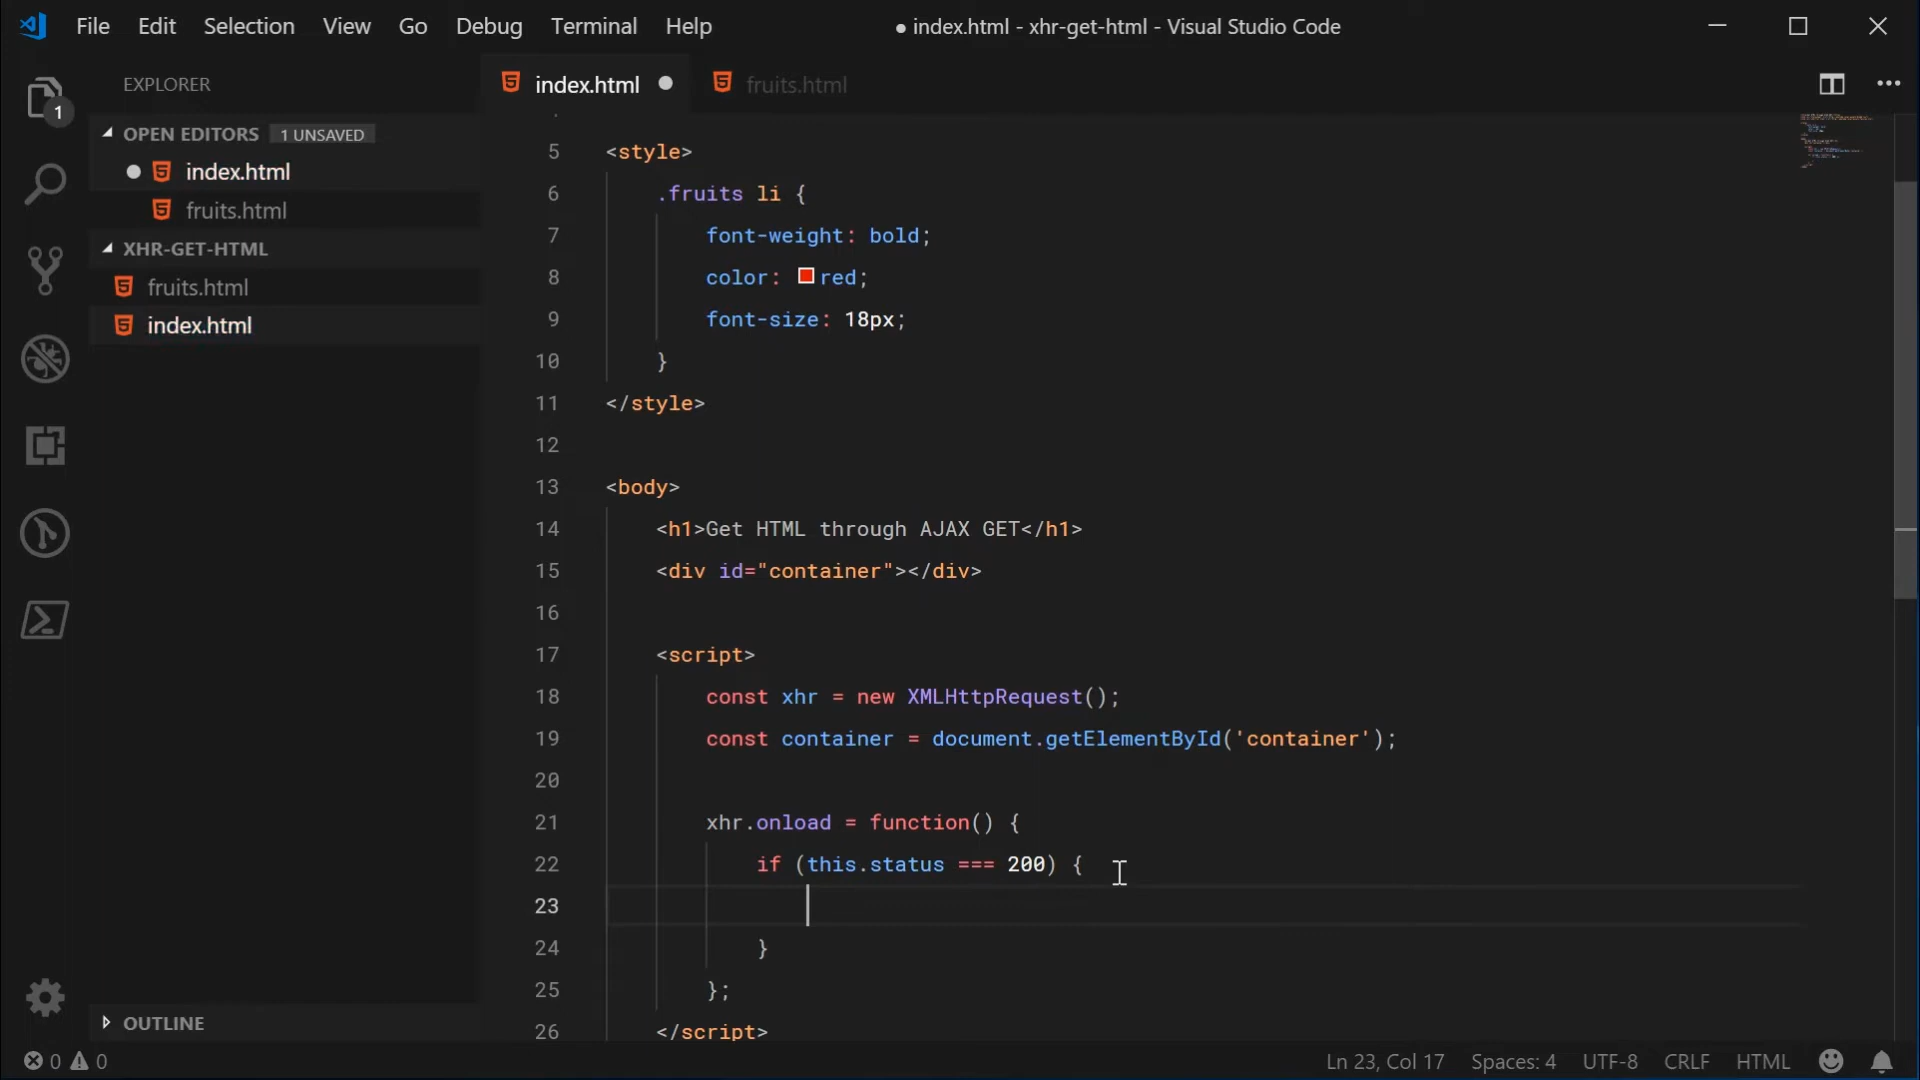 File Edit Selection View Go Debug Terminal Help ● index.html - xhr-get-html - Visual Studio Code
EXPLORER
OPEN EDITORS 1 UNSAVED
index.html
fruits.html
XHR-GET-HTML
fruits.html
index.html
OUTLINE
1
index.html fruits.html
5 <style>
6 .fruits li {
7 font-weight: bold;
8 color: red;
9 font-size: 18px;
10 }
11 </style>
12
13 <body>
14 <h1>Get HTML through AJAX GET</h1>
15 <div id="container"></div>
16
17 <script>
18 const xhr = new XMLHttpRequest();
19 const container = document.getElementById('container');
20
21 xhr.onload = function() {
22 if (this.status === 200) {
23
24 }
25 };
26 </script>
0 0 Ln 23, Col 17 Spaces: 4 UTF-8 CRLF HTML